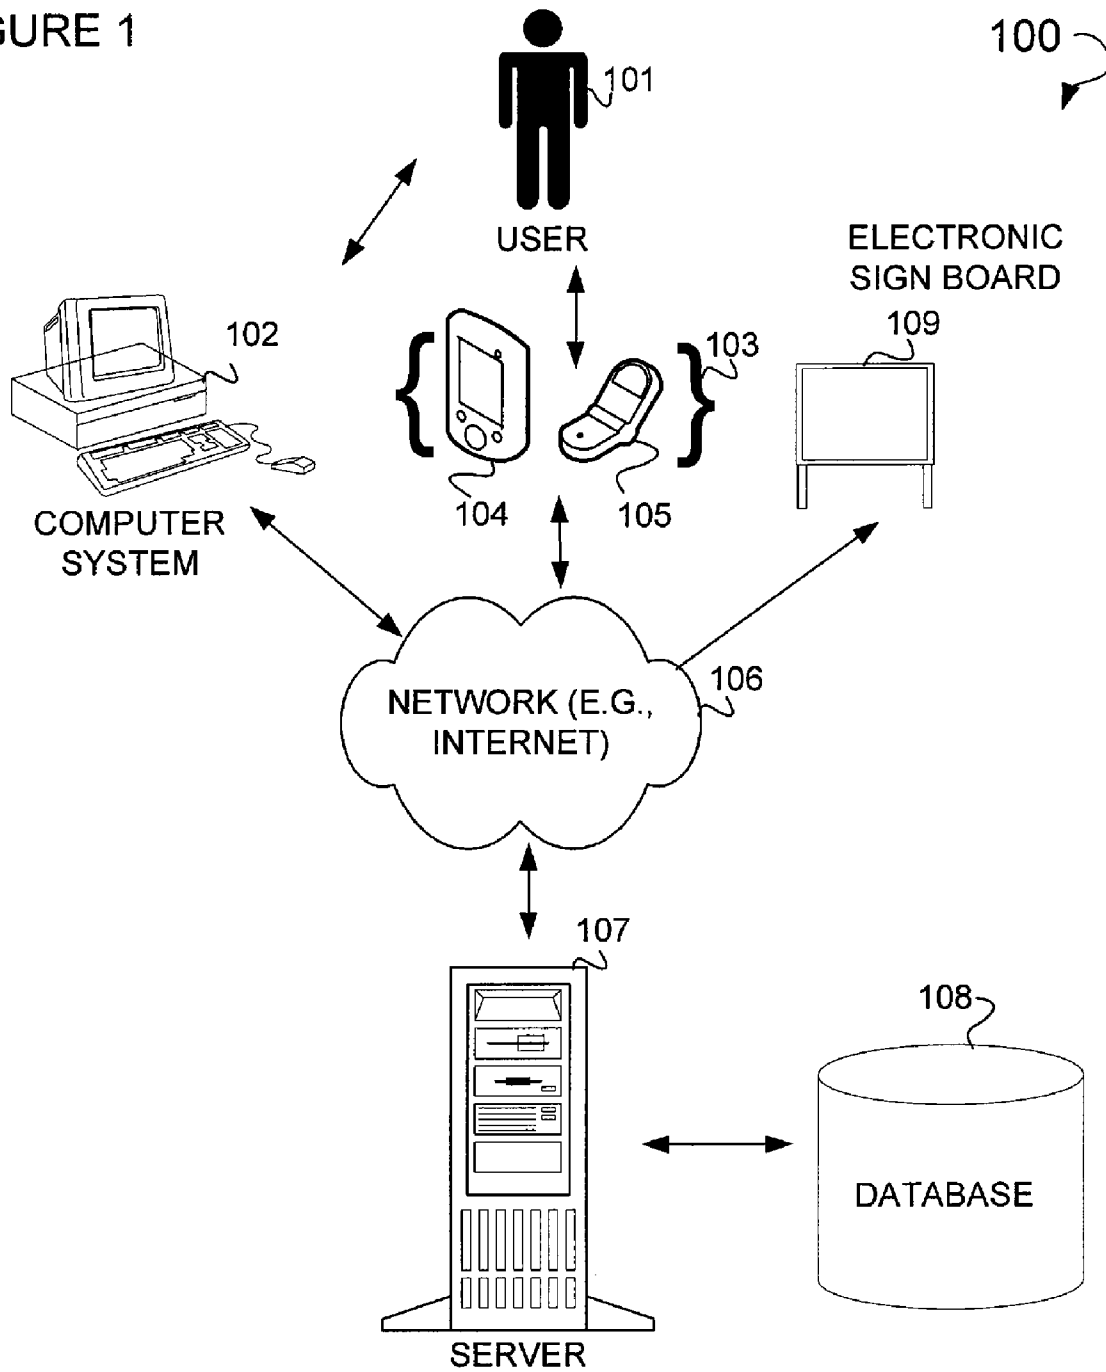 GURE 1
100
101
USER
ELECTRONIC
SIGN BOARD
102
103
109
104
105
COMPUTER
SYSTEM
NETWORK (E.G.,
INTERNET)
106
107
108
DATABASE
SERVER